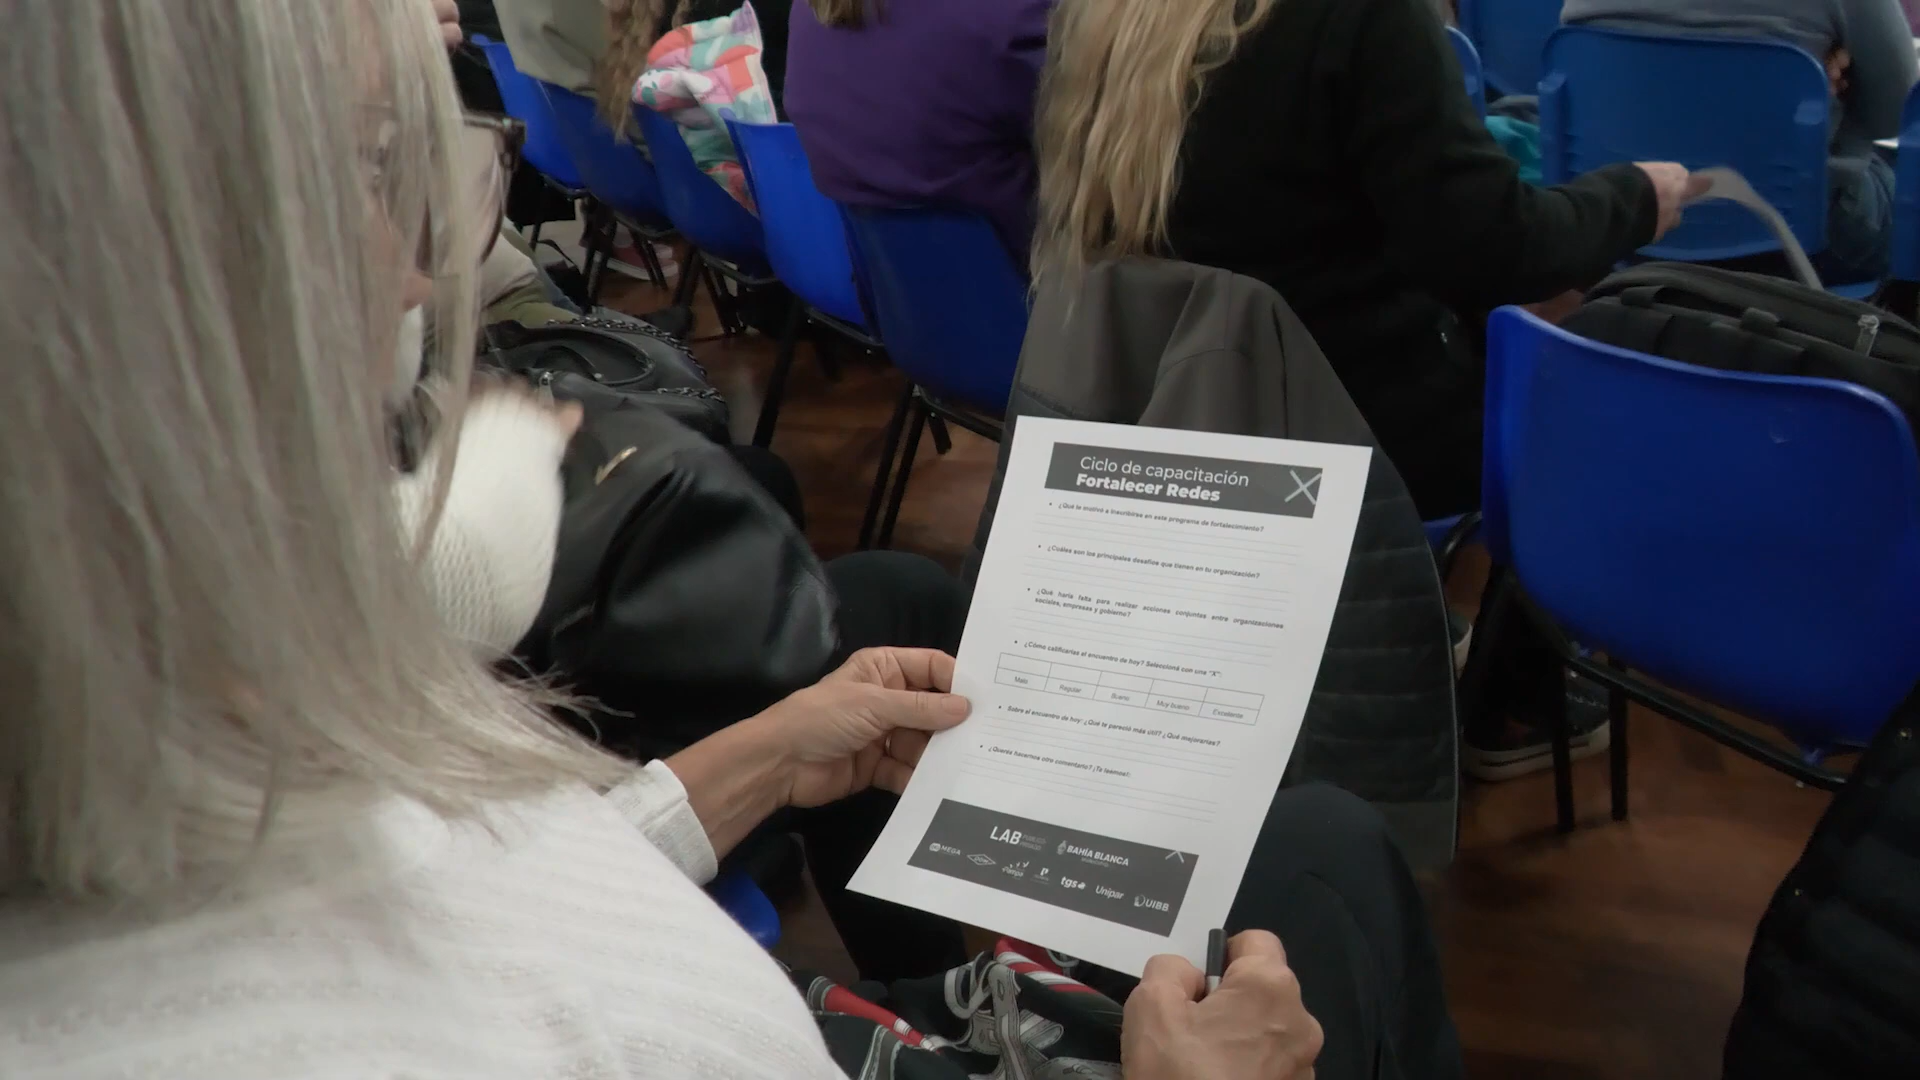 Ciclo de capacitación
Fortalecer Redes
• ¿Qué te motivó a inscribirse en este programa de fortalecimiento?
• ¿Cuáles son los principales desafíos que tienen en tu organización?
• ¿Qué haría falta para realizar acciones conjuntas entre organizaciones
sociales, empresas y gobierno?
• ¿Cómo calificarías el encuentro de hoy? Seleccioná con una "X":
Malo Regular Bueno Muy bueno Excelente
• Sobre el encuentro de hoy: ¿Qué te pareció más útil? ¿Qué mejorarías?
• ¿Querés hacernos otro comentario? ¡Te leemos!:
LAB BAHÍA BLANCA
MEGA tgs Unipar UIBB